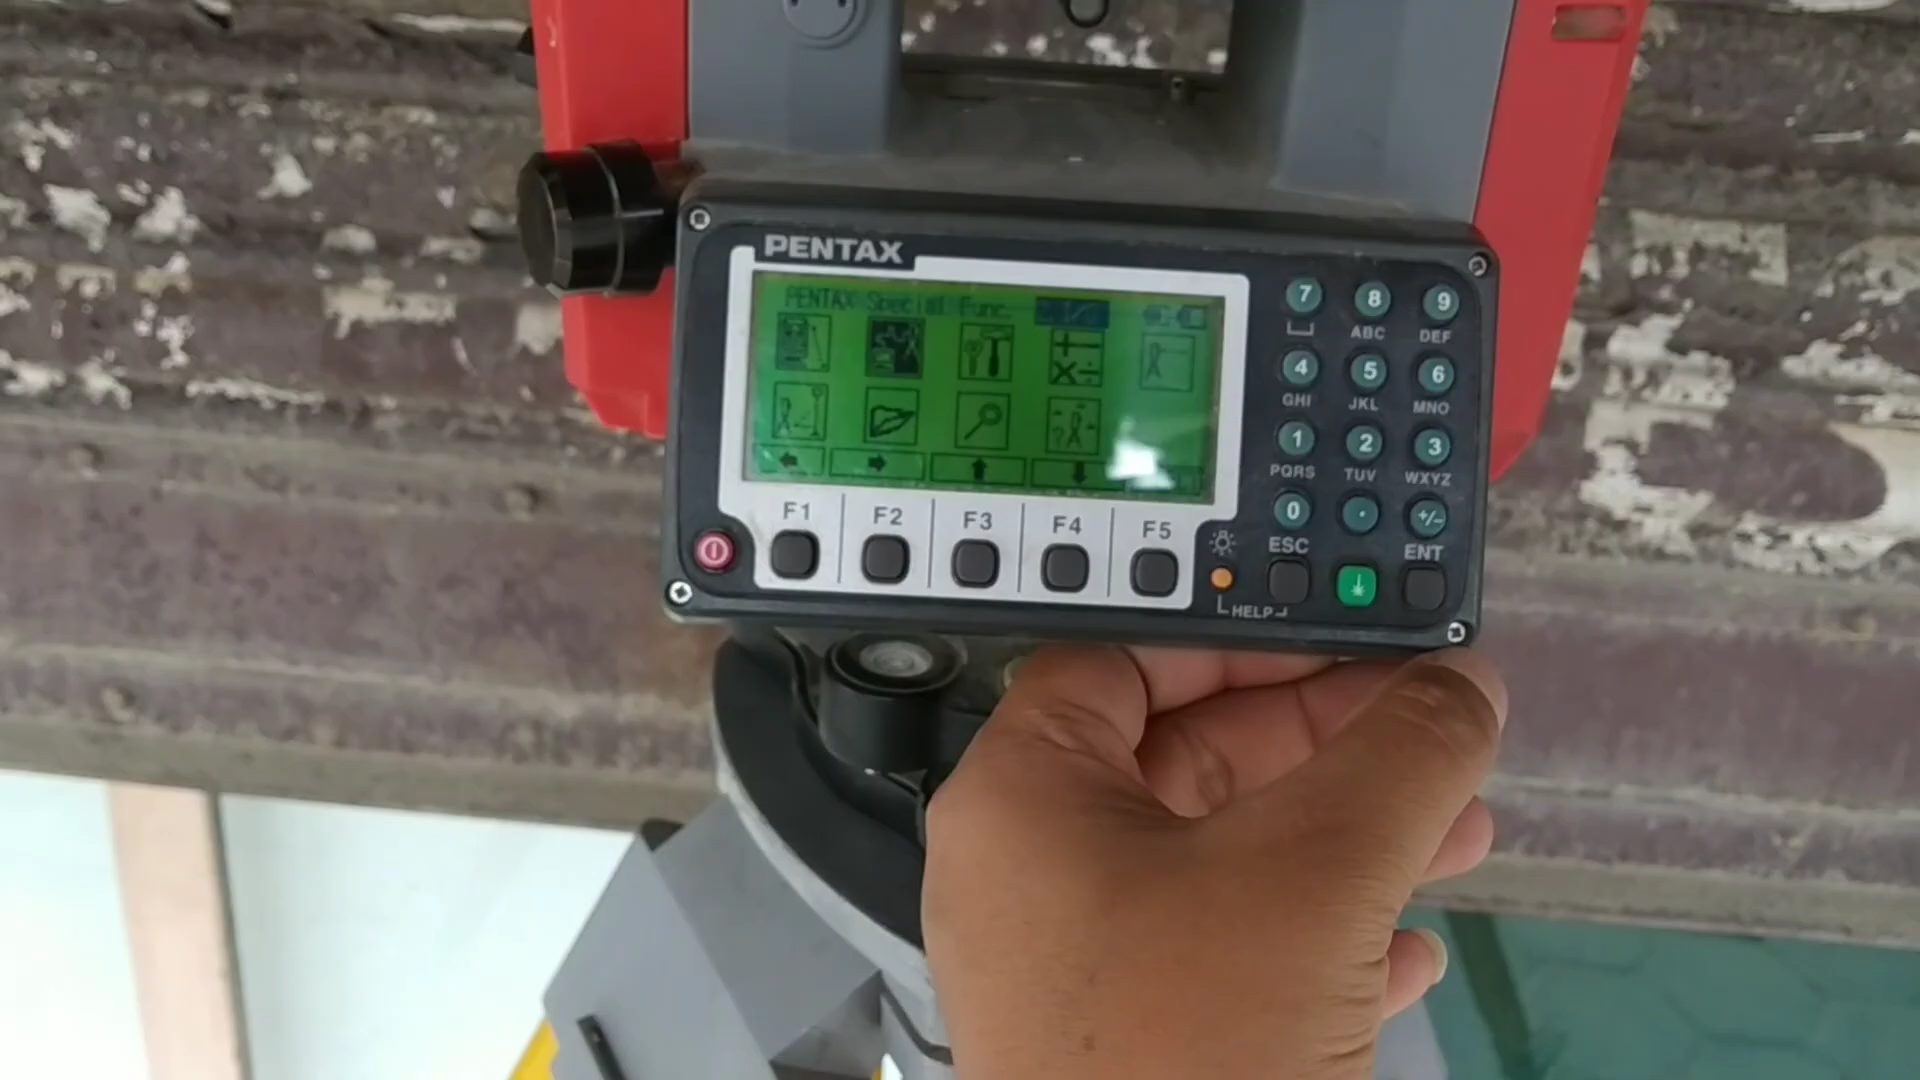 PENTAX
PENTAX Special Func.
F1 F2 F3 F4 F5
7 8 9
ABC DEF
4 5 6
GHI JKL MNO
1 2 3
PQRS TUV WXYZ
0 . +/-
ESC ENT
HELP